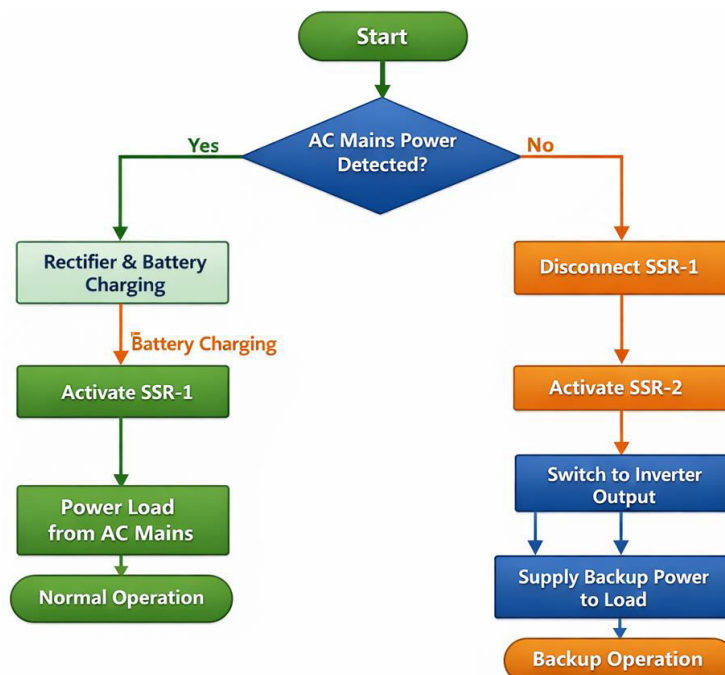 Start
AC Mains Power
Detected?
Yes
No
Rectifier & Battery
Charging
Battery Charging
Activate SSR-1
Power Load
from AC Mains
Normal Operation
Disconnect SSR-1
Activate SSR-2
Switch to Inverter
Output
Supply Backup Power
to Load
Backup Operation